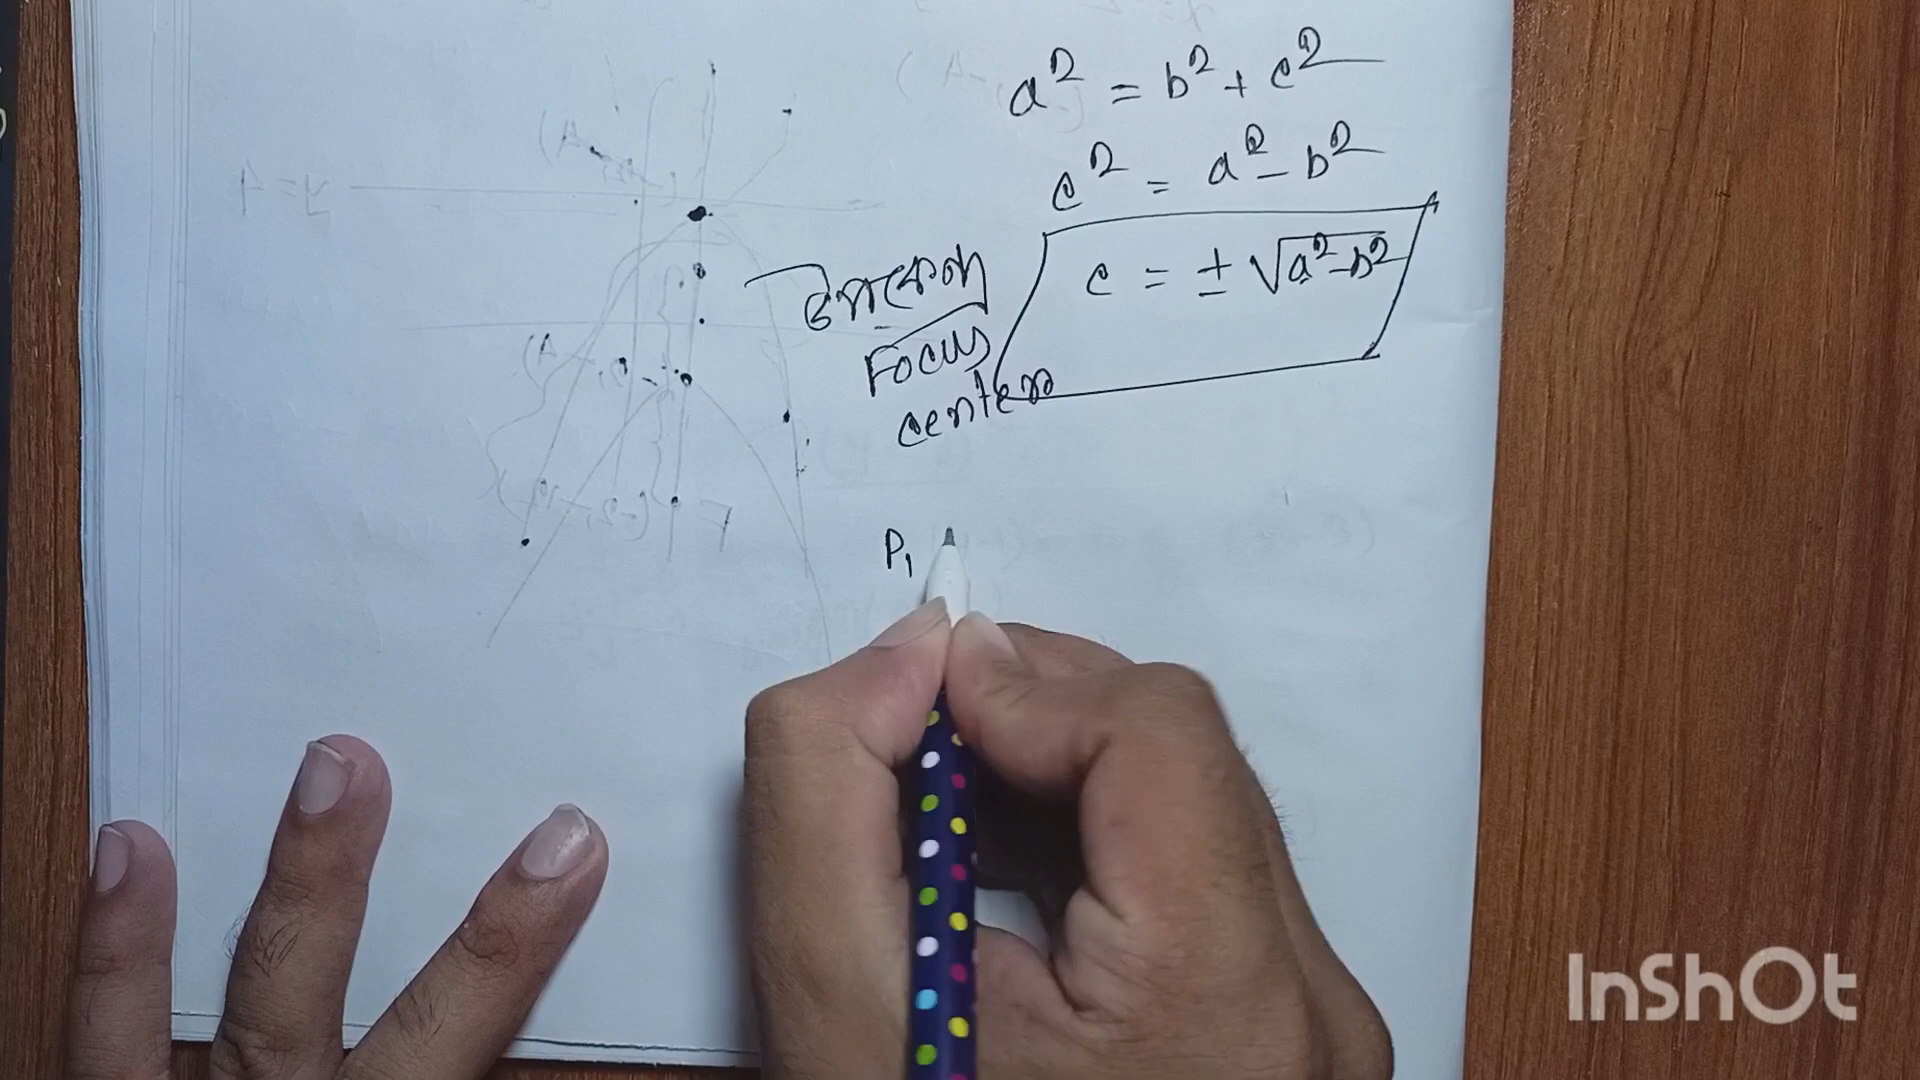 a² = b² + c²
c² = a² - b²
c = ± √a²-b²
উপকেন্দ্র
Focus
center
P₁
InShOt